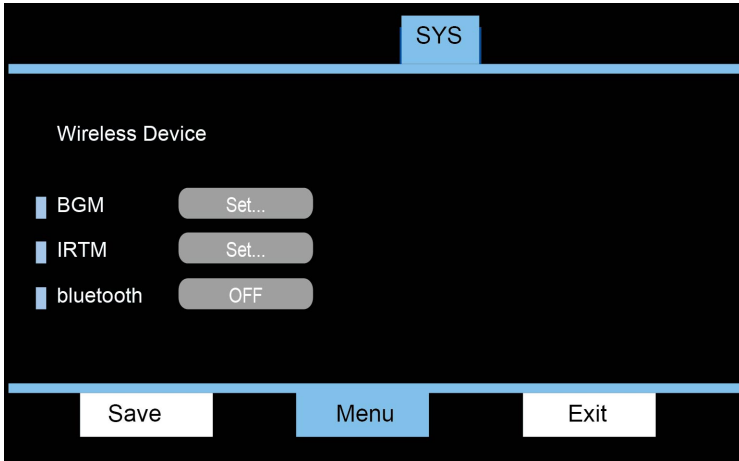 SYS
Wireless Device
BGM Set...
IRTM Set...
bluetooth OFF
Save Menu Exit